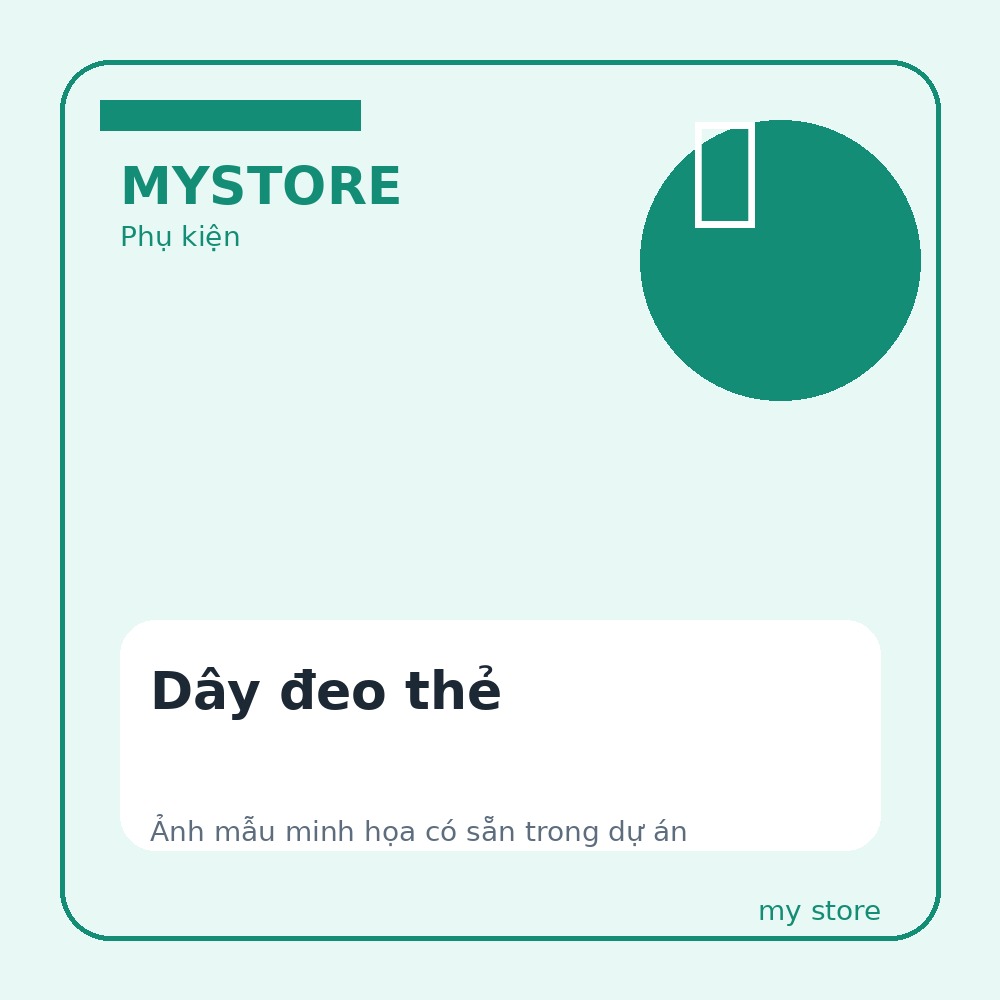 MYSTORE
Phụ kiện
Dây đeo thẻ
Ảnh mẫu minh họa có sẵn trong dự án
my store